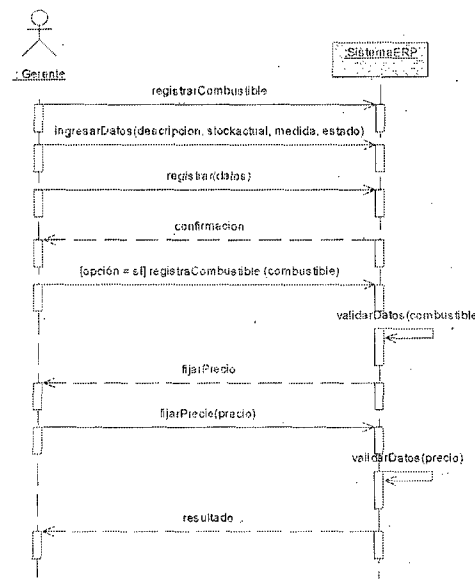 : Gerente
:SistemaERP
registrarCombustible
ingresarDatos(descripcion, stockactual, medida, estado)
registrar(datos)
confirmacion
[opción = si] registraCombustible (combustible)
validarDatos(combustible
fijarPrecio
fijarPrecio(precio)
validarDatos(precio)
resultado